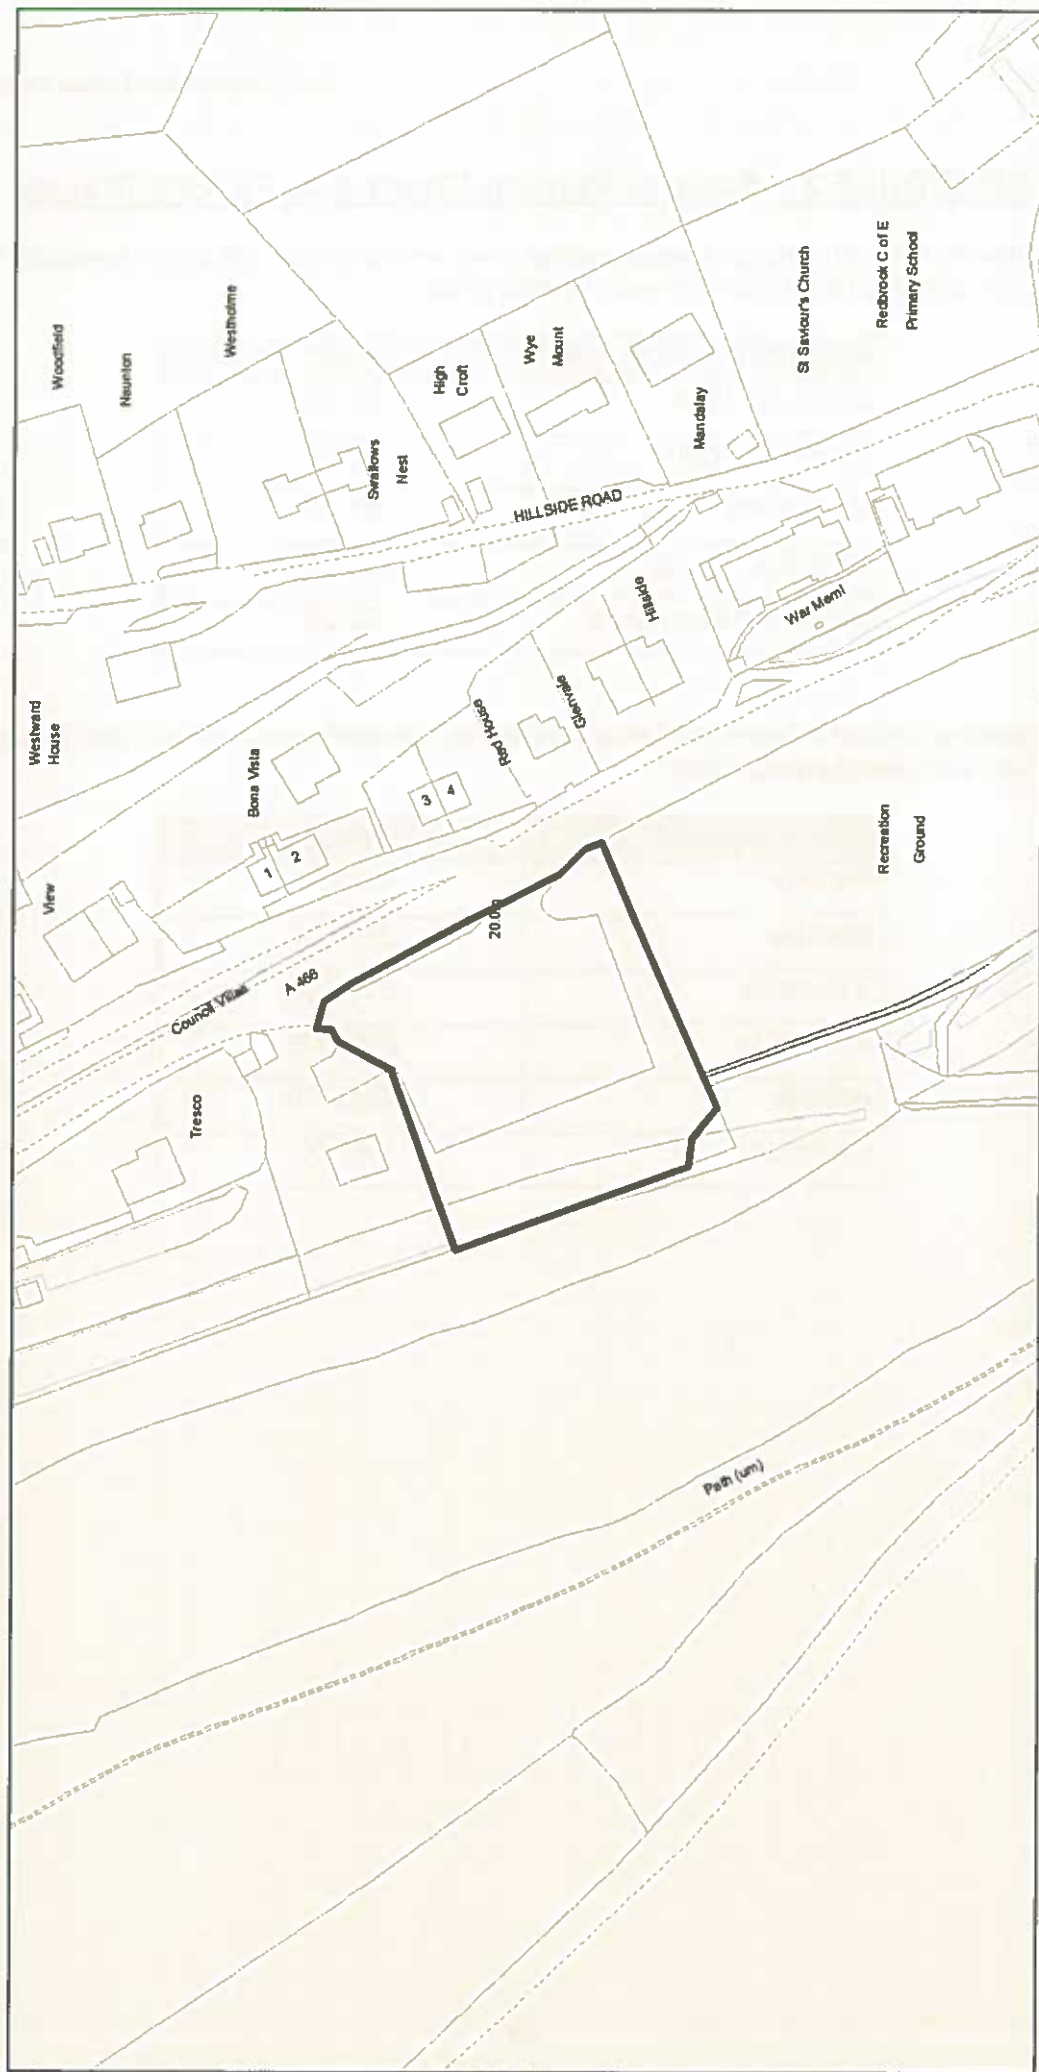 Woodfield
Naunton
Westholme
Swallows
Nest
High
Croft
Wye
Mount
Mandalay
St Saviour's Church
Redbrook C of E
Primary School
HILLSIDE ROAD
Westward
House
Bona Vista
1
2
3
4
Red House
Glenvale
Hillside
War Meml
View
Council Villas
A 466
Tresco
20.0m
Recreation
Ground
Path (um)